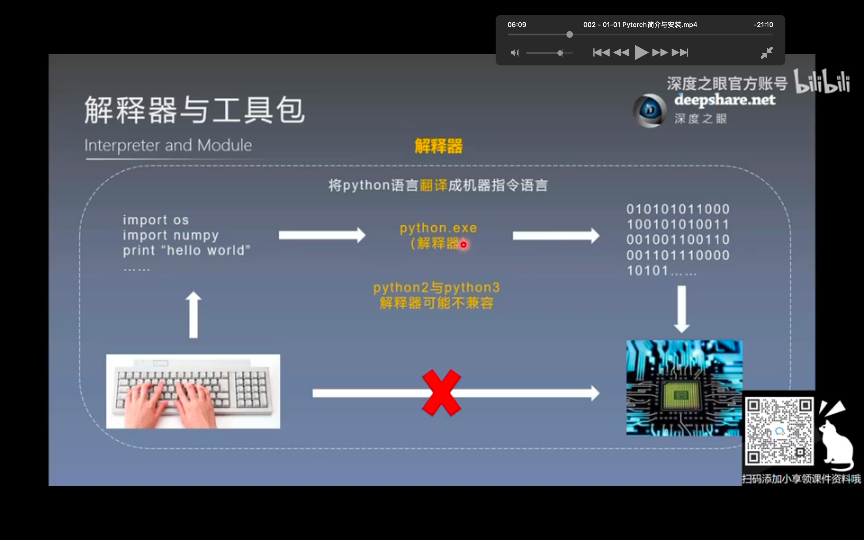 06:09
002 - 01-01 Pytorch简介与安装.mp4
-21:10
深度之眼官方账号 bilibili
deepshare.net
深度之眼
解释器与工具包
Interpreter and Module
解释器
将python语言翻译成机器指令语言
import os
import numpy
print “hello world”
……
python.exe
（解释器
python2与python3
解释器可能不兼容
010101011000
100101010011
001001100110
001101110000
10101……
扫码添加小享领课件资料哦